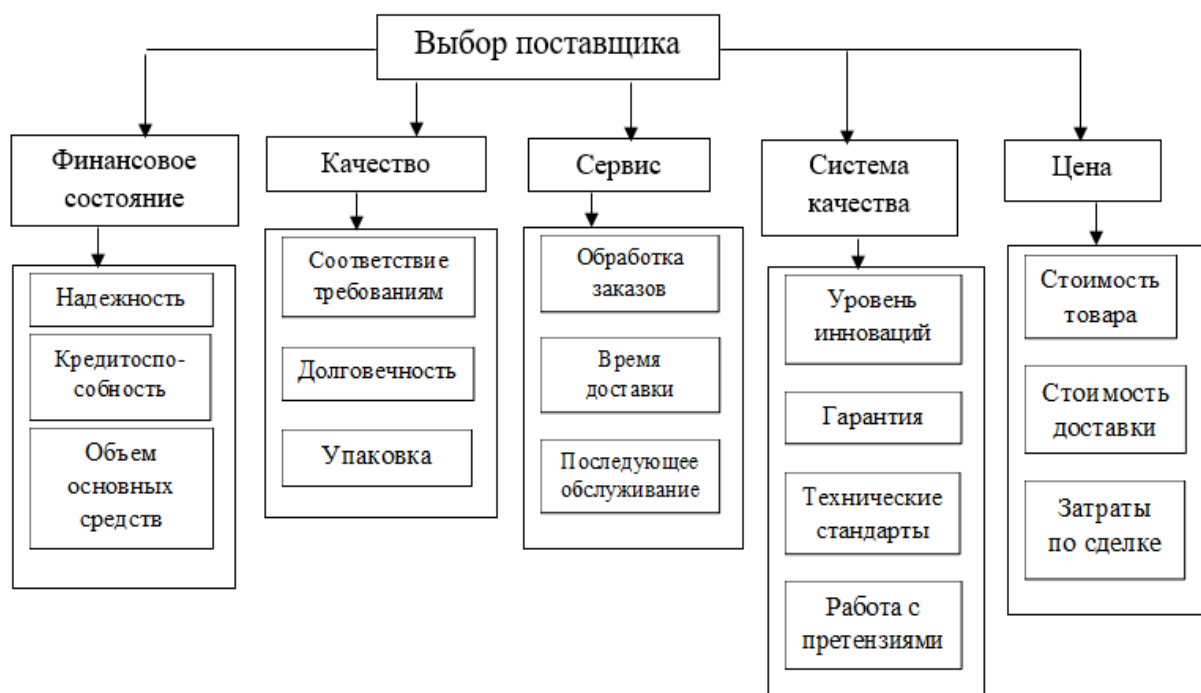 Выбор поставщика
Финансовое
состояние
Надежность
Кредитоспо-
собность
Объем
основных
средств
Качество
Соответствие
требованиям
Долговечность
Упаковка
Сервис
Обработка
заказов
Время
доставки
Последующее
обслуживание
Система
качества
Уровень
инноваций
Гарантия
Технические
стандарты
Работа с
претензиями
Цена
Стоимость
товара
Стоимость
доставки
Затраты
по сделке